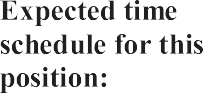 Expected time
schedule for this
position: